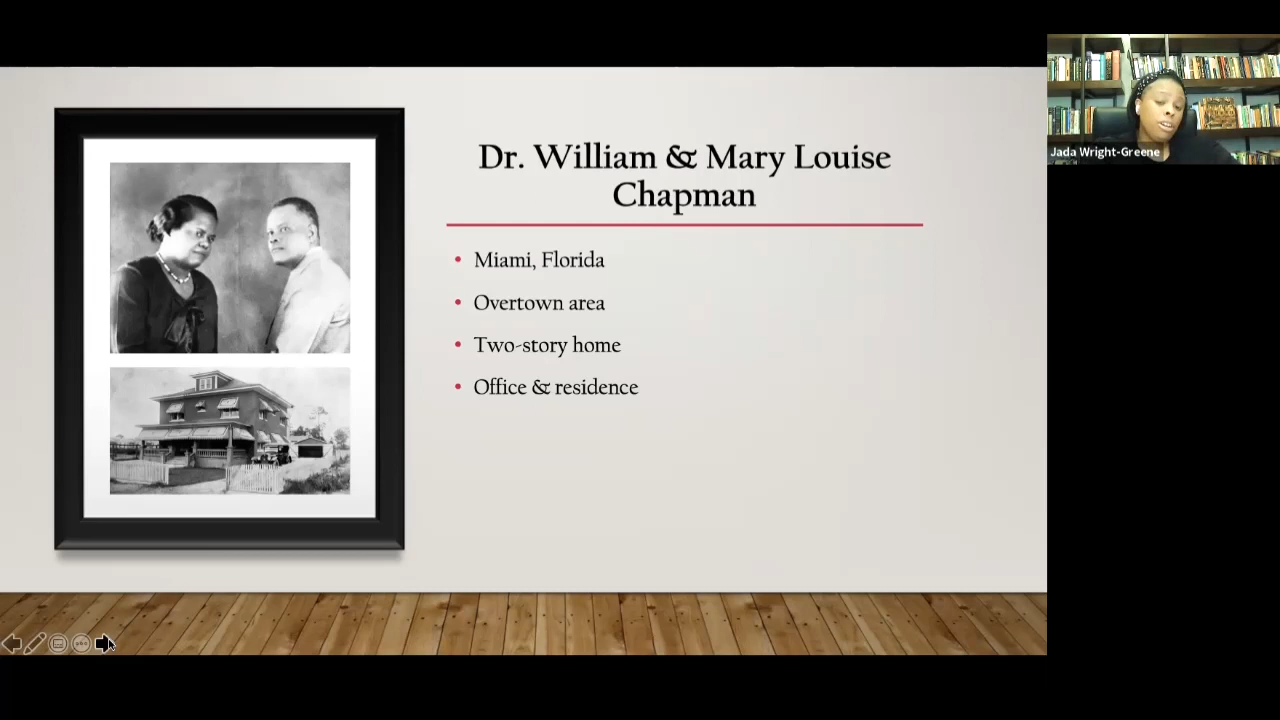 Dr. William & Mary Louise
Chapman
• Miami, Florida
• Overtown area
• Two-story home
• Office & residence
Jada Wright-Greene